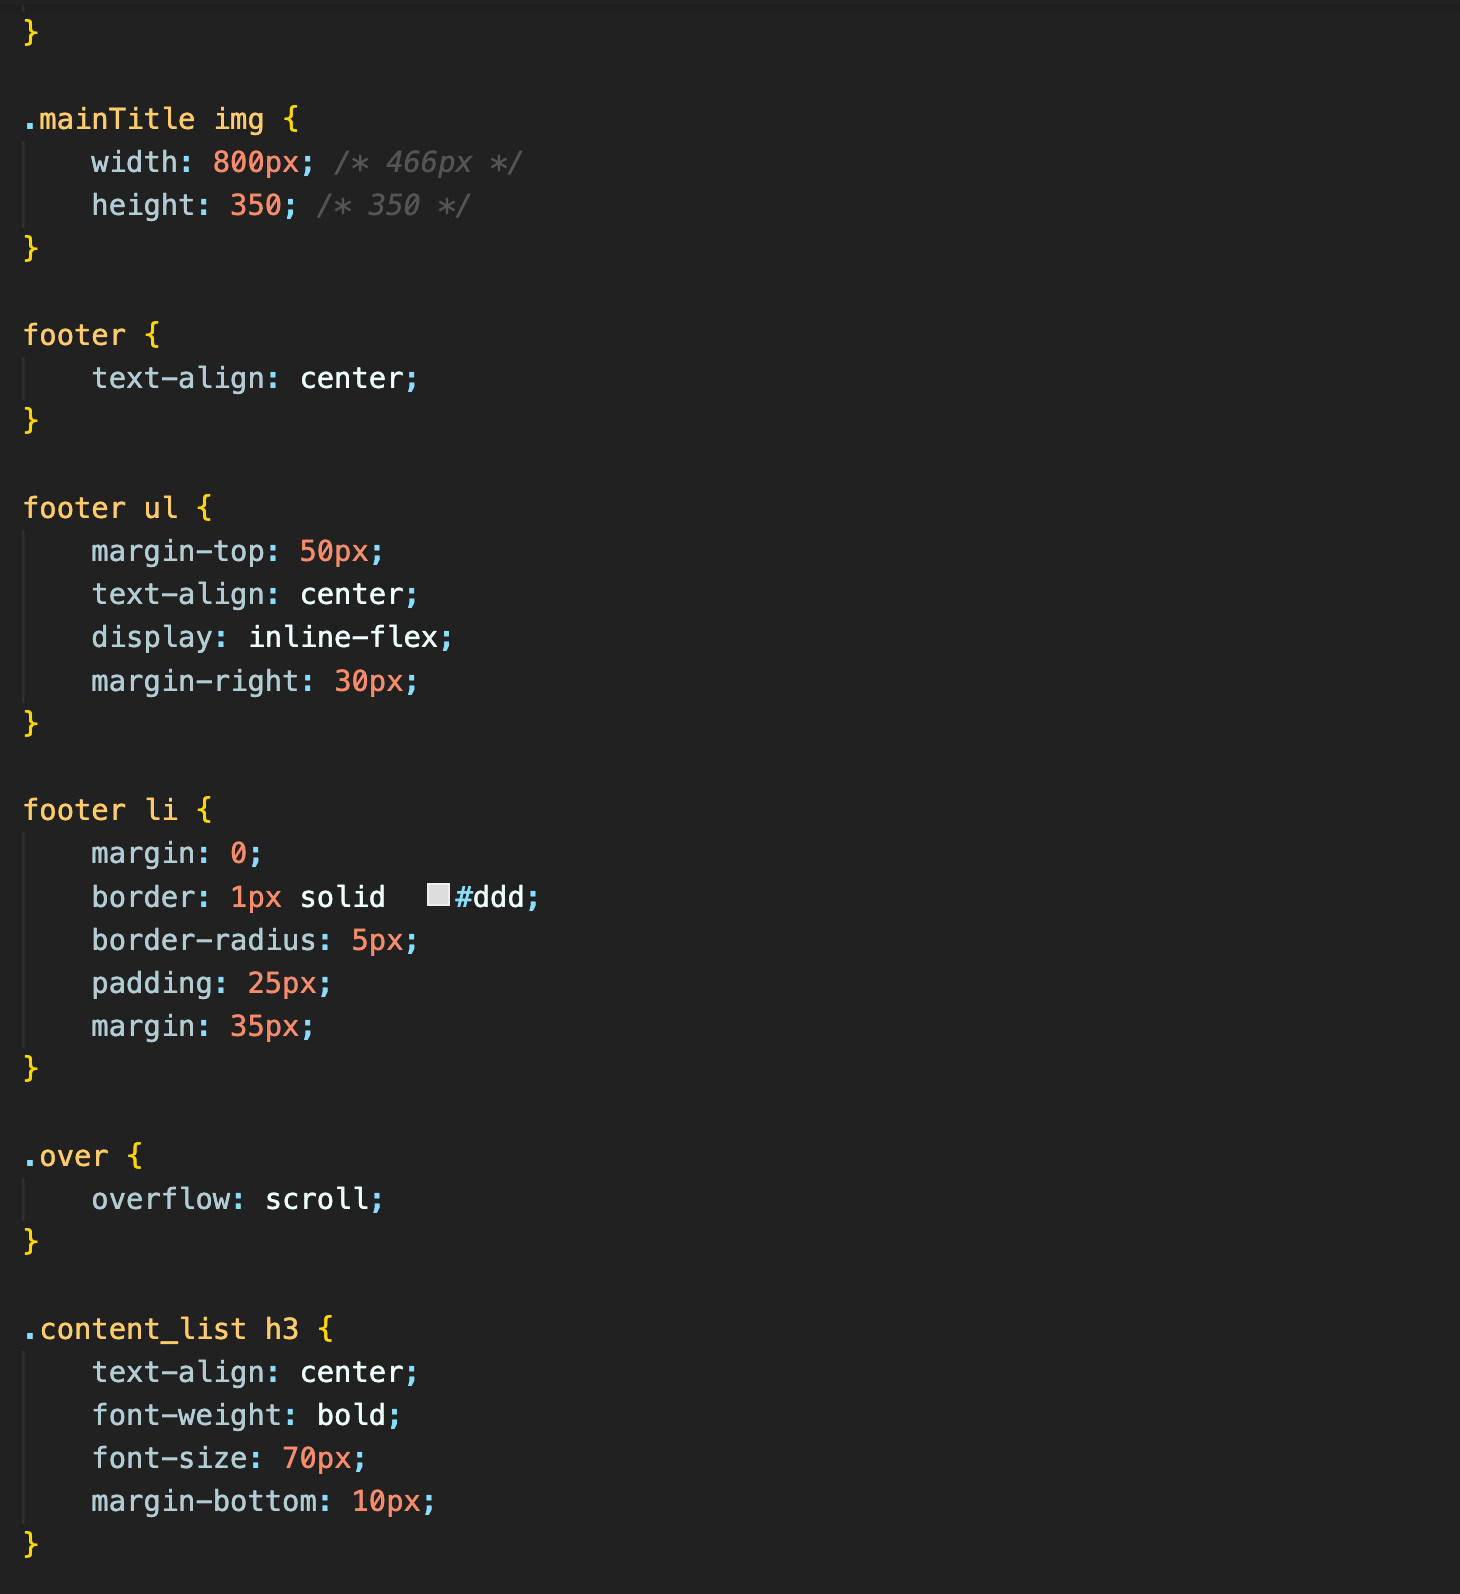 }
.mainTitle img {
    width: 800px; /* 466px */
    height: 350; /* 350 */
}
footer {
    text-align: center;
}
footer ul {
    margin-top: 50px;
    text-align: center;
    display: inline-flex;
    margin-right: 30px;
}
footer li {
    margin: 0;
    border: 1px solid #ddd;
    border-radius: 5px;
    padding: 25px;
    margin: 35px;
}
.over {
    overflow: scroll;
}
.content_list h3 {
    text-align: center;
    font-weight: bold;
    font-size: 70px;
    margin-bottom: 10px;
}